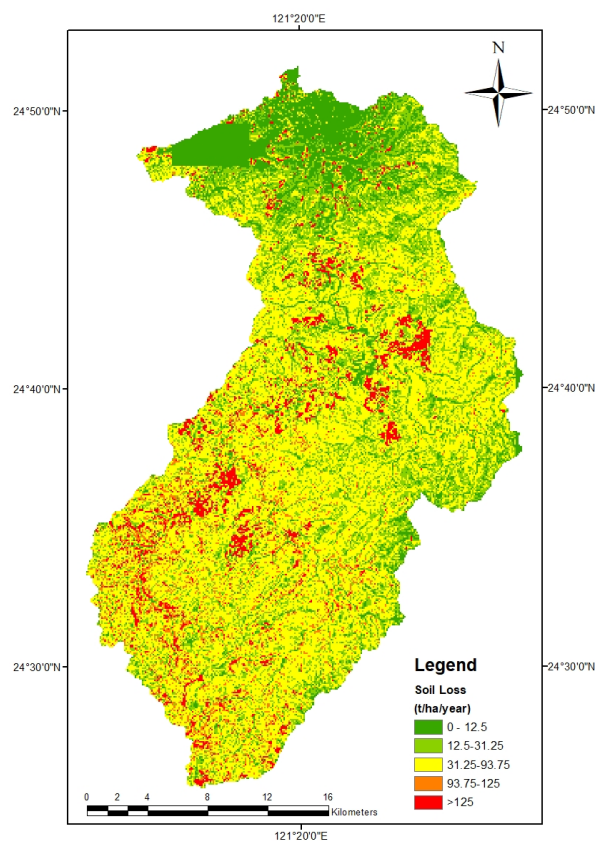 121°20'0"E
N
24°50'0"N
24°50'0"N
24°40'0"N
24°40'0"N
24°30'0"N
24°30'0"N
Legend
Soil Loss
(t/ha/year)
0 - 12.5
12.5-31.25
31.25-93.75
93.75-125
>125
0 2 4 8 12 16
Kilometers
121°20'0"E